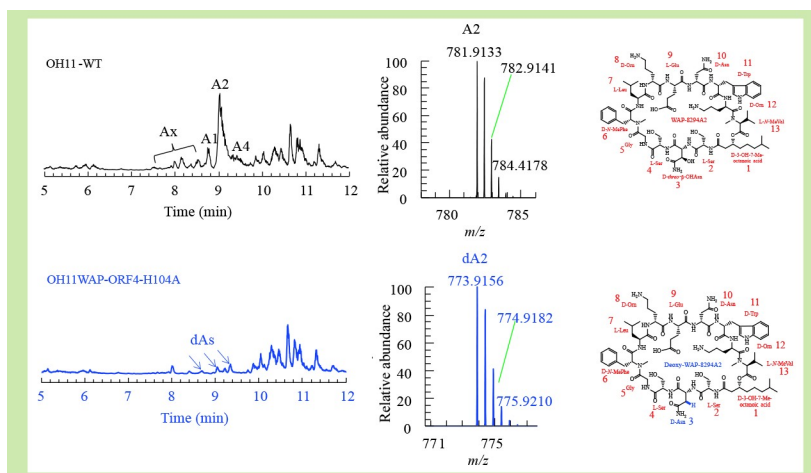 OH11-WT
Ax
A1
A2
A4
5 6 7 8 9 10 11 12
Time (min)
A2
Relative abundance
100
80
60
40
20
0
781.9133
782.9141
784.4178
780 785
m/z
8
D-Orn
H₂N
9
L-Glu
NH₂
10
D-Asn
11
D-Trp
7
L-Leu
D-Orn 12
H₂N
WAP-8294A2
D-N-MePhe
6
L-N-MeVal
13
5
Gly
4
L-Ser
D-threo-β-OHAsn
3
L-Ser
2
D-3-OH-7-Me-
octanoic acid
1
OH11WAP-ORF4-H104A
dAs
5 6 7 8 9 10 11 12
Time (min)
dA2
Relative abundance
100
80
60
40
20
0
773.9156
774.9182
775.9210
771 775
m/z
8
D-Orn
H₂N
9
L-Glu
NH₂
10
D-Asn
11
D-Trp
7
L-Leu
D-Orn 12
H₂N
Deoxy-WAP-8294A2
D-N-MePhe
6
L-N-MeVal
13
5
Gly
4
L-Ser
H
D-Asn 3
L-Ser
2
D-3-OH-7-Me-
octanoic acid
1